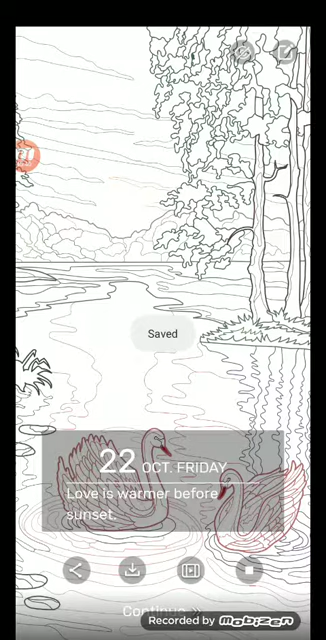 Saved
22 OCT. FRIDAY
Love is warmer before
sunset.
Continue »
Recorded by mobizen